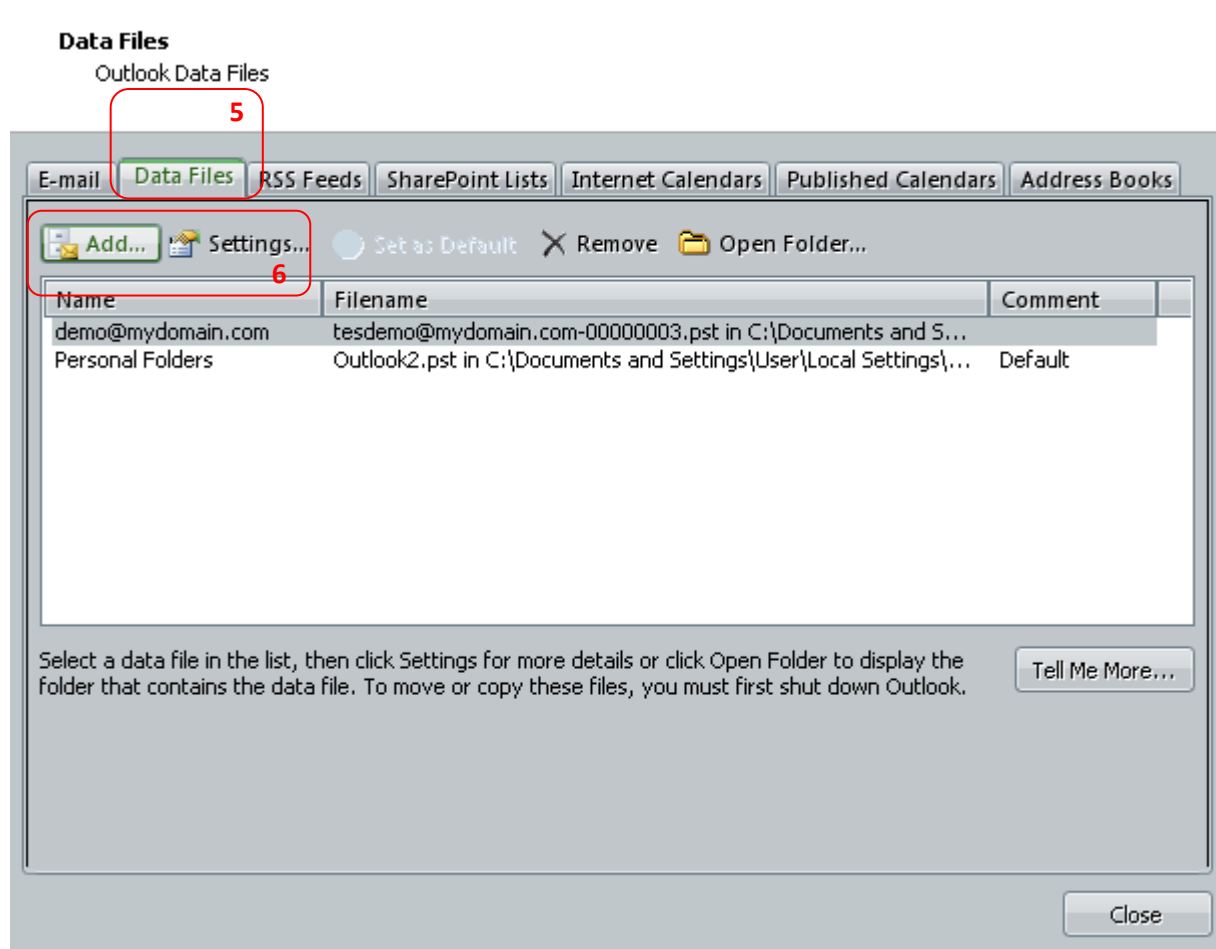 Data Files
Outlook Data Files
5
E-mail Data Files RSS Feeds SharePoint Lists Internet Calendars Published Calendars Address Books
Add... Settings... Set as Default Remove Open Folder...
6
Name Filename Comment
demo@mydomain.com tesdemo@mydomain.com-00000003.pst in C:\Documents and S...
Personal Folders Outlook2.pst in C:\Documents and Settings\User\Local Settings\... Default
Select a data file in the list, then click Settings for more details or click Open Folder to display the
folder that contains the data file. To move or copy these files, you must first shut down Outlook.
Tell Me More...
Close